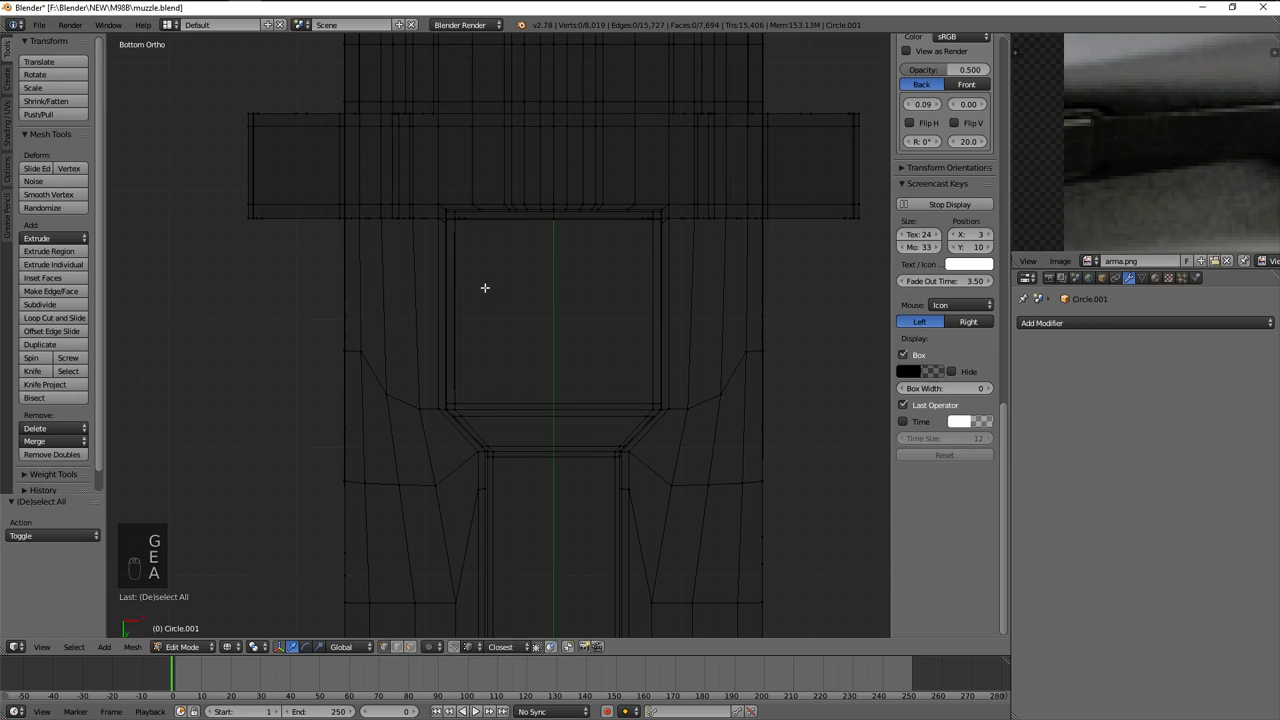 Blender* [F:\BLENDER\NEW\M98B\muzzle.blend]
File Render Window Help Default Scene Blender Render v2.78 | Verts:0/8,019 | Edges:0/15,727 | Faces:0/7,694 | Tris:15,406 | Mem:153.13M | Circle.001
Tools
Create
Shading / UVs
Options
Grease Pencil
Transform
Translate
Rotate
Scale
Shrink/Fatten
Push/Pull
Mesh Tools
Deform:
Slide Ed Vertex
Noise
Smooth Vertex
Randomize
Add:
Extrude
Extrude Region
Extrude Individual
Inset Faces
Make Edge/Face
Subdivide
Loop Cut and Slide
Offset Edge Slide
Duplicate
Spin Screw
Knife Select
Knife Project
Bisect
Remove:
Delete
Merge
Remove Doubles
Weight Tools
History
(De)select All
Action
Toggle
Bottom Ortho
G
E
A
Last: (De)select All
(0) Circle.001
Color sRGB
View as Render
Opacity: 0.500
Back Front
0.09 0.00
Flip H Flip V
R: 0° 20.0
Transform Orientations
Screencast Keys
Stop Display
Size: Position:
Tex: 24 X: 3
Mo: 33 Y: 10
Text / Icon...
Fade Out Time: 3.50
Mouse: Icon
Left Right
Display:
Box
Hide
Box Width: 0
Last Operator
Time
Time Size: 12
Reset
View Image arma.png F Vie
Circle.001
Add Modifier
View Select Add Mesh Edit Mode Global Closest
-50 -40 -30 -20 -10 0 10 20 30 40 50 60 70 80 90 100 110 120 130 140 150 160 170 180 190 200 210 220 230 240 250 260 270 280
View Marker Frame Playback Start: 1 End: 250 0 No Sync